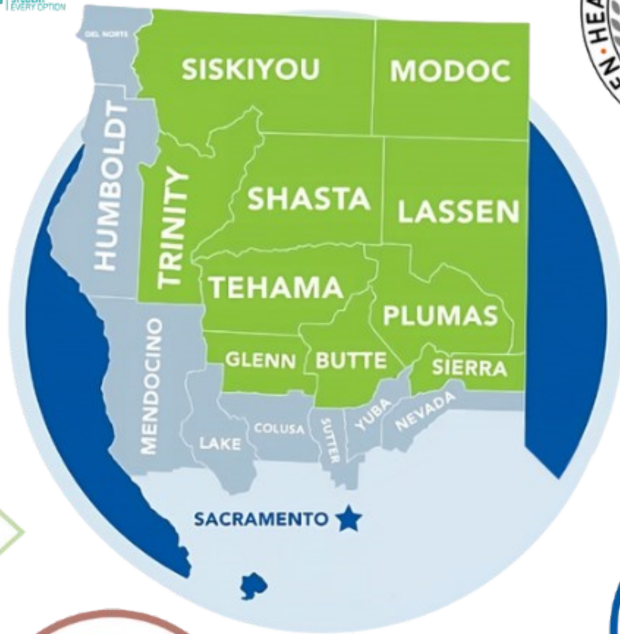 EVERY OPTION
DEL NORTE
SISKIYOU
MODOC
HUMBOLDT
TRINITY
SHASTA
LASSEN
TEHAMA
PLUMAS
MENDOCINO
GLENN
BUTTE
SIERRA
LAKE
COLUSA
SUTTER
YUBA
NEVADA
SACRAMENTO